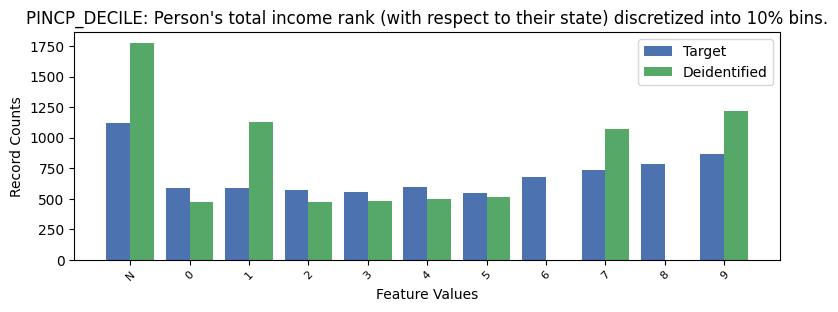 PINCP_DECILE: Person's total income rank (with respect to their state) discretized into 10% bins.
Target
Deidentified
Record Counts
1750
1500
1250
1000
750
500
250
0
N 0 1 2 3 4 5 6 7 8 9
Feature Values